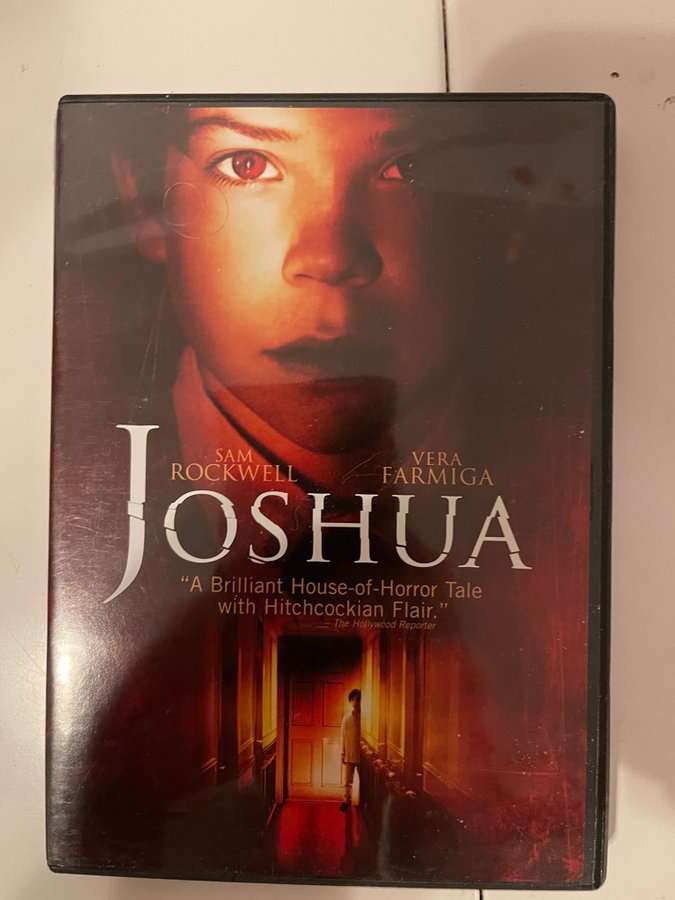 SAM VERA
ROCKWELL FARMIGA
JOSHUA
“A Brilliant House-of-Horror Tale
with Hitchcockian Flair.”
– The Hollywood Reporter